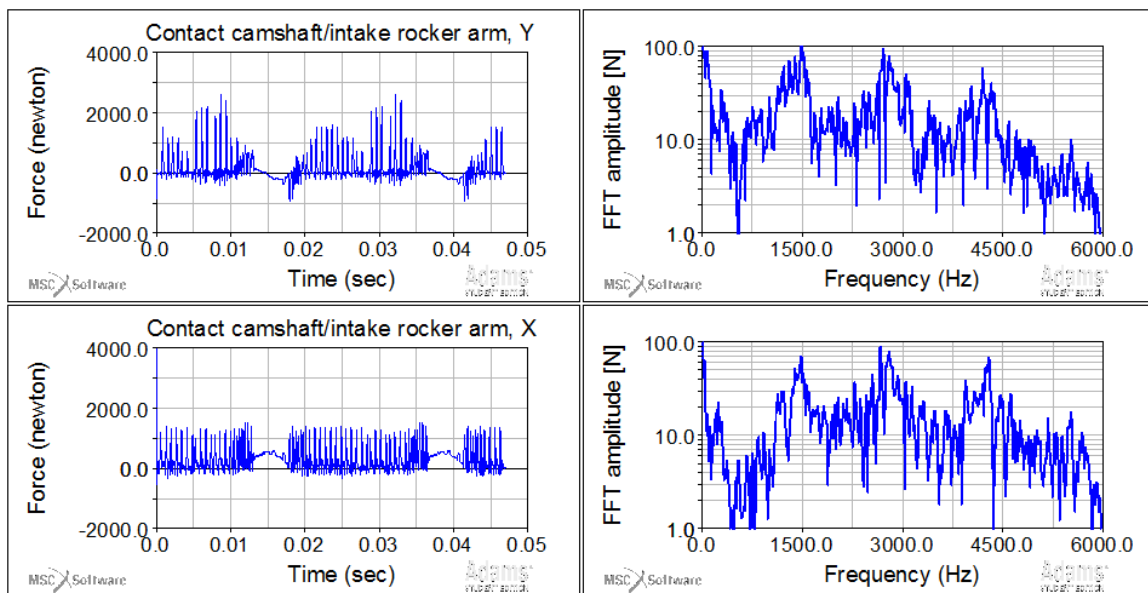 Contact camshaft/intake rocker arm, Y
4000.0
2000.0
0.0
-2000.0
Force (newton)
0.0 0.01 0.02 0.03 0.04 0.05
Time (sec)
MSC Software
Adams
100.0
10.0
1.0
FFT amplitude [N]
0.0 1500.0 3000.0 4500.0 6000.0
Frequency (Hz)
MSC Software
Adams
Contact camshaft/intake rocker arm, X
4000.0
2000.0
0.0
-2000.0
Force (newton)
0.0 0.01 0.02 0.03 0.04 0.05
Time (sec)
MSC Software
Adams
100.0
10.0
1.0
FFT amplitude [N]
0.0 1500.0 3000.0 4500.0 6000.0
Frequency (Hz)
MSC Software
Adams